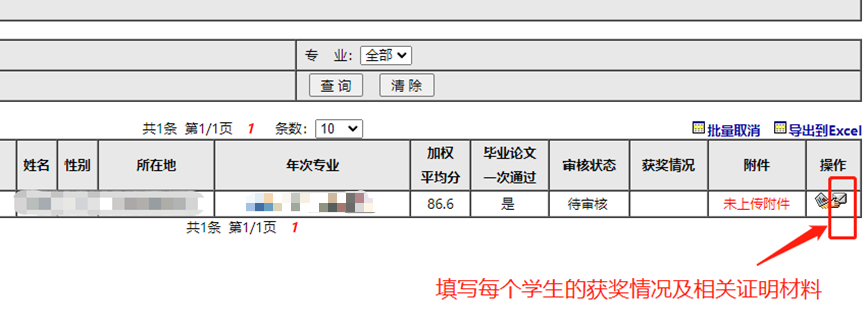 专 业： 全部
查 询 清 除
共1条 第1/1页 1 条数： 10 批量取消 导出到Excel
姓名 性别 所在地 年次专业 加权平均分 毕业论文一次通过 审核状态 获奖情况 附件 操作
86.6 是 待审核 未上传附件
共1条 第1/1页 1
填写每个学生的获奖情况及相关证明材料